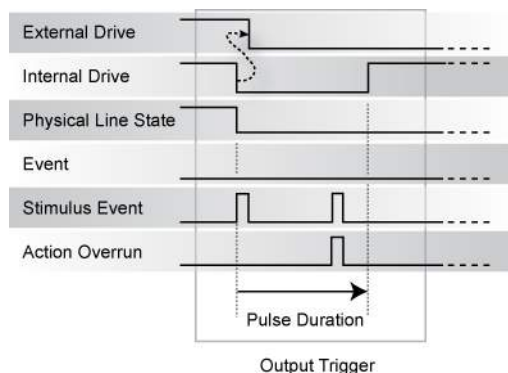 External Drive
Internal Drive
Physical Line State
Event
Stimulus Event
Action Overrun
Pulse Duration
Output Trigger